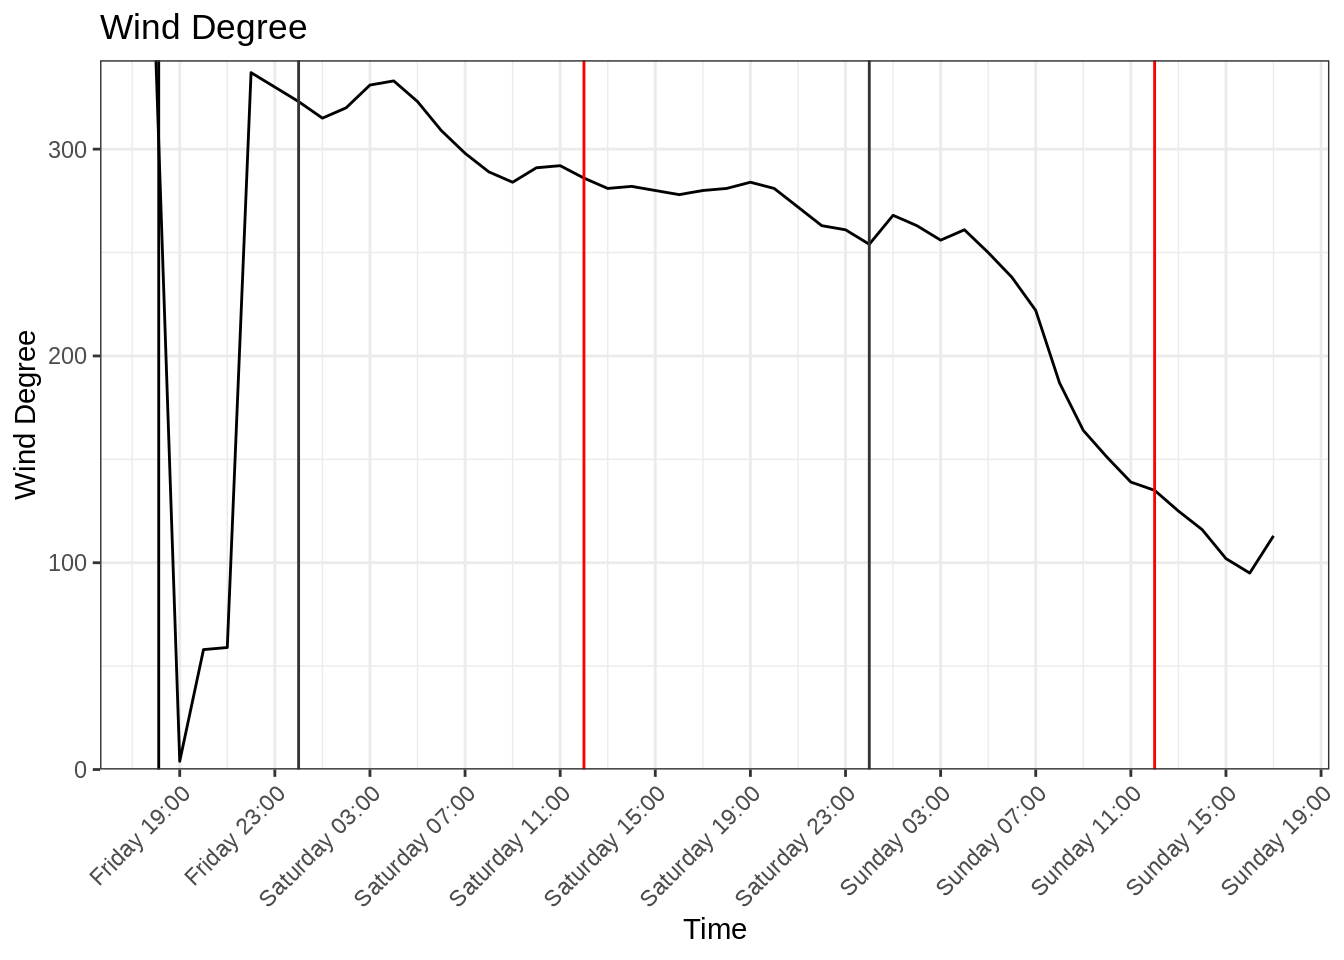 Wind Degree
Wind Degree
300
200
100
0
Friday 19:00
Friday 23:00
Saturday 03:00
Saturday 07:00
Saturday 11:00
Saturday 15:00
Saturday 19:00
Saturday 23:00
Sunday 03:00
Sunday 07:00
Sunday 11:00
Sunday 15:00
Sunday 19:00
Time